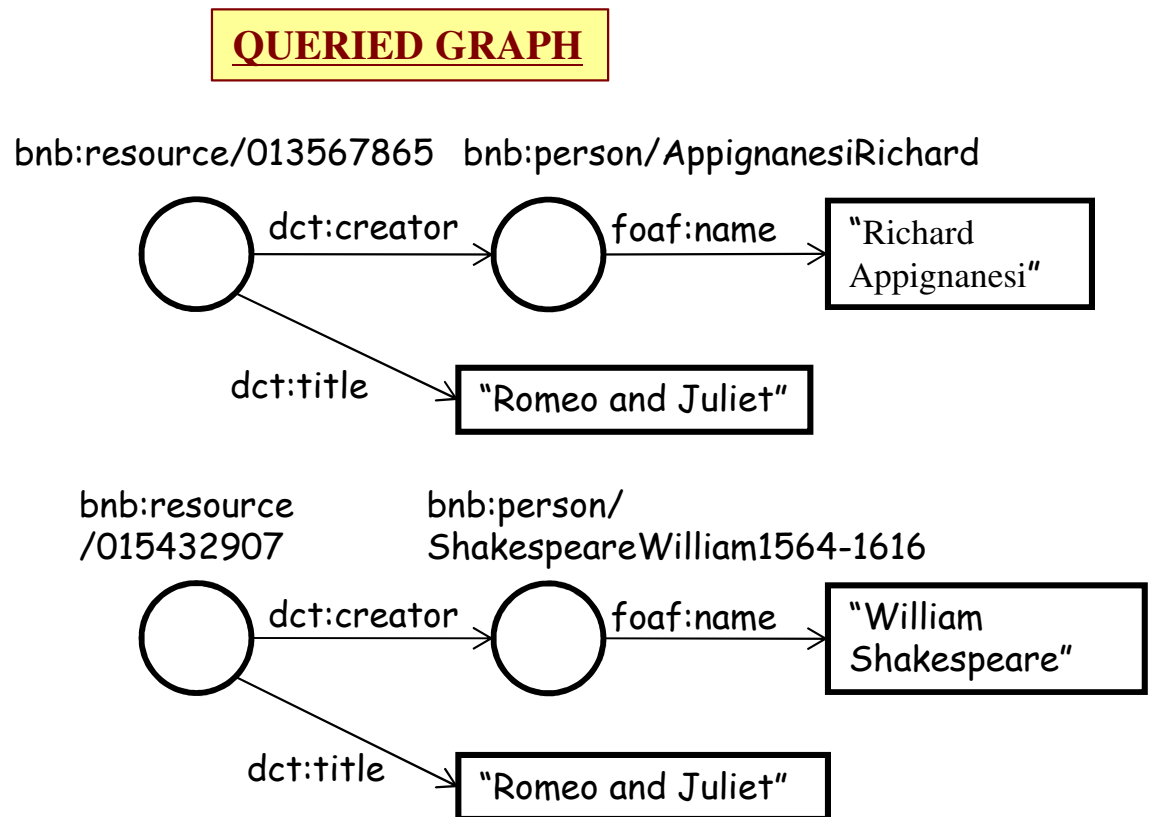 QUERIED GRAPH
bnb:resource/013567865 bnb:person/AppignanesiRichard
dct:creator
foaf:name
“Richard
Appignanesi”
dct:title
“Romeo and Juliet”
bnb:resource
/015432907
bnb:person/
ShakespeareWilliam1564-1616
dct:creator
foaf:name
“William
Shakespeare”
dct:title
“Romeo and Juliet”